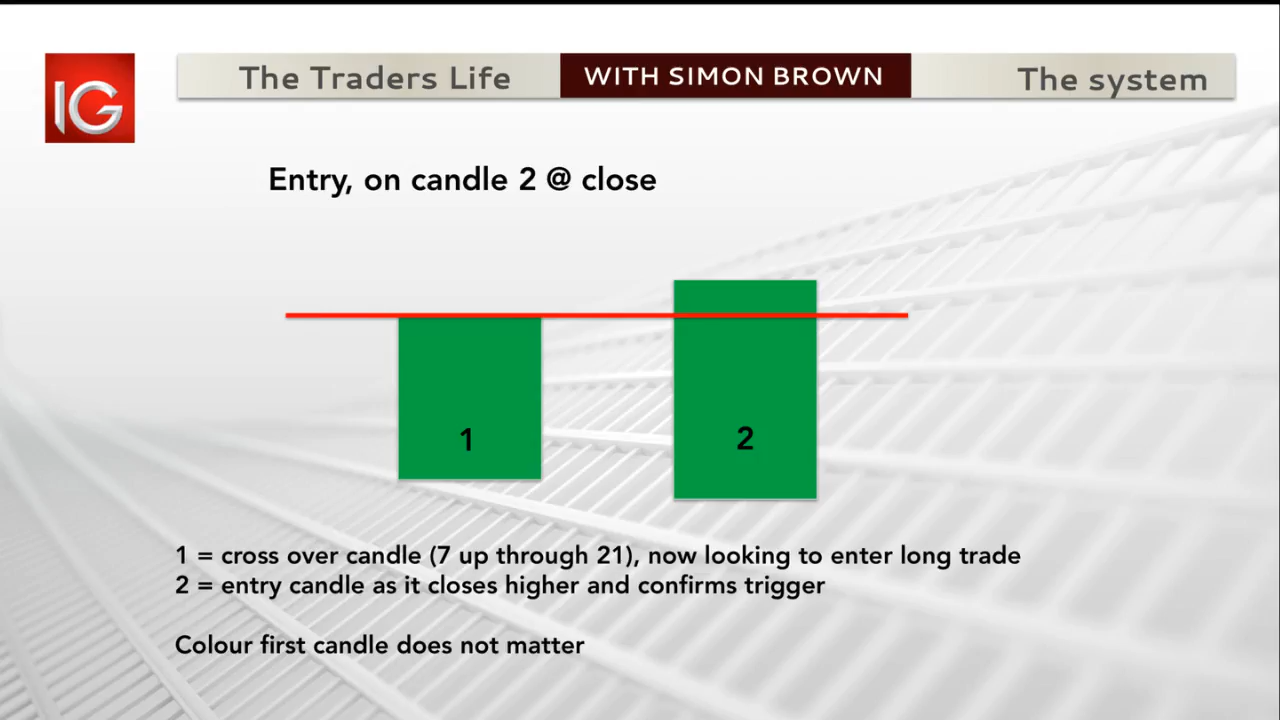 IG
The Traders Life
WITH SIMON BROWN
The system
Entry, on candle 2 @ close
1
2
1 = cross over candle (7 up through 21), now looking to enter long trade
2 = entry candle as it closes higher and confirms trigger
Colour first candle does not matter